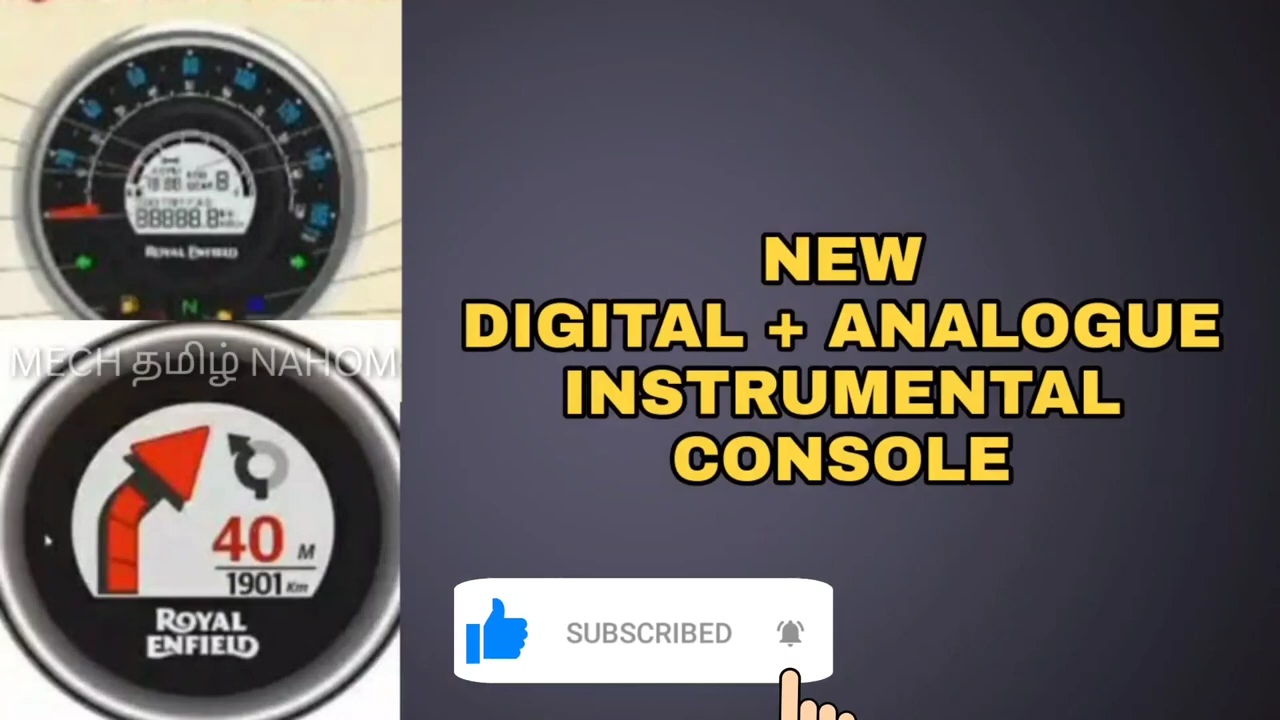 ROYAL ENFIELD
N
MECH தமிழ் NAHOM
40 M
1901 Km
ROYAL
ENFIELD
NEW
DIGITAL + ANALOGUE
INSTRUMENTAL
CONSOLE
SUBSCRIBED